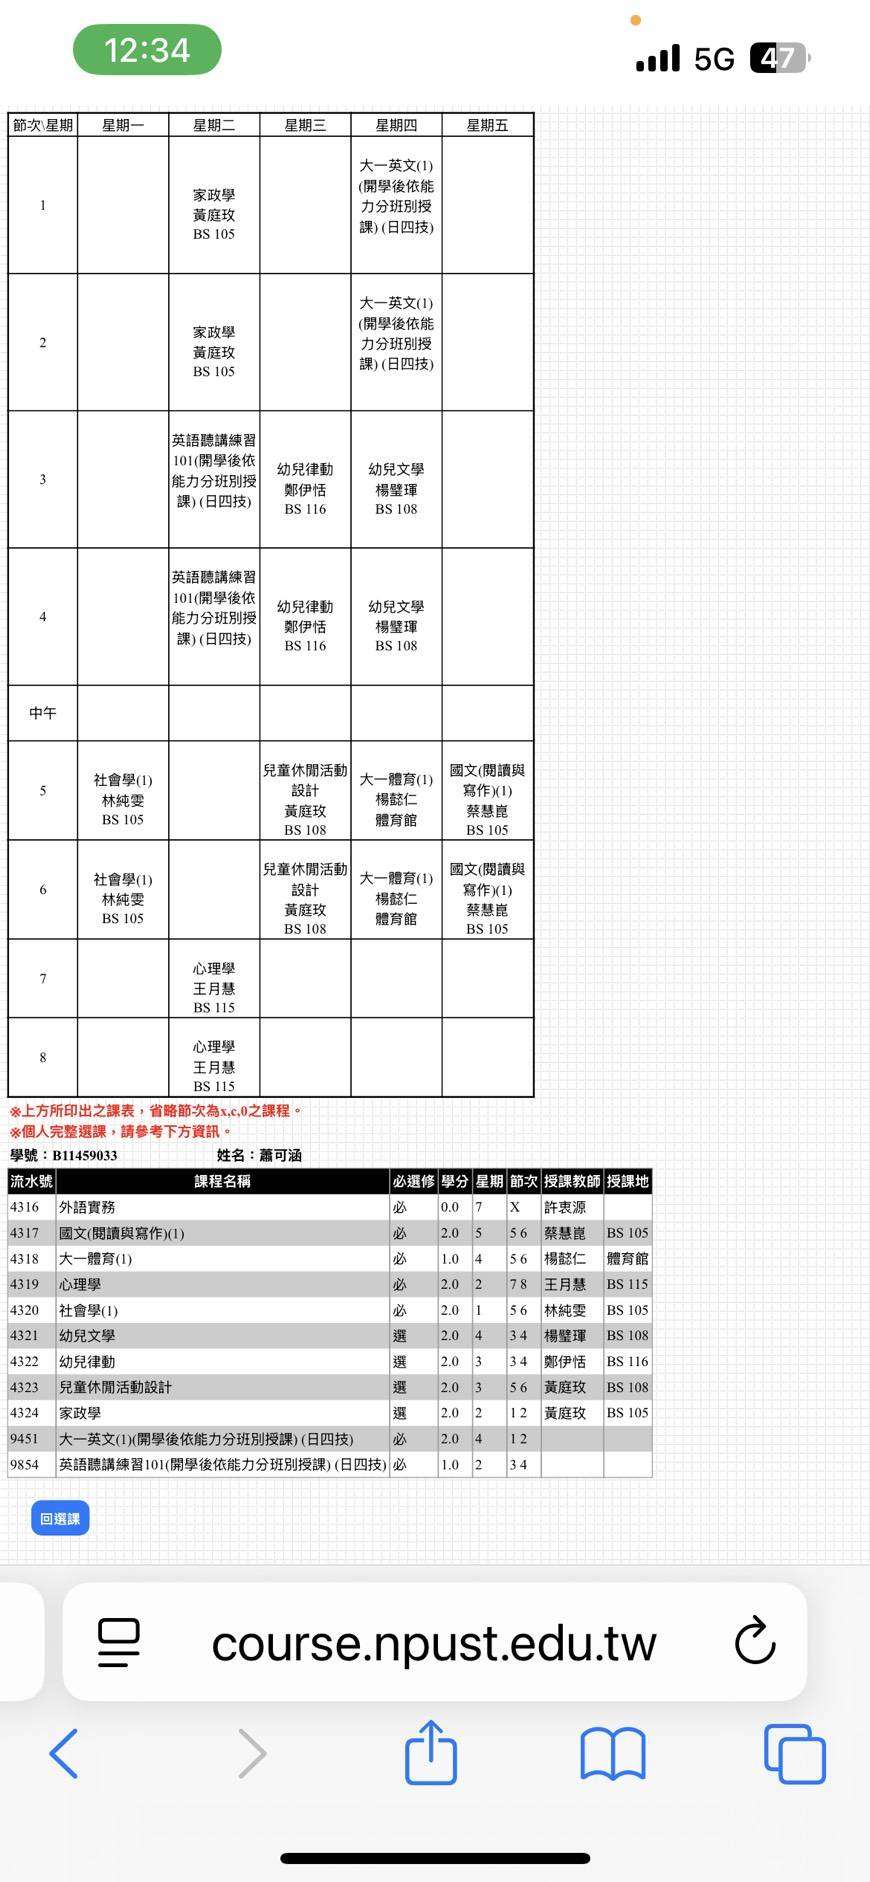 12:34 5G 47
節次\星期 星期一 星期二 星期三 星期四 星期五
1
家政學
黃庭玫
BS 105
大一英文(1)
(開學後依能
力分班別授
課) (日四技)
2
家政學
黃庭玫
BS 105
大一英文(1)
(開學後依能
力分班別授
課) (日四技)
3
英語聽講練習
101(開學後依
能力分班別授
課) (日四技)
幼兒律動
鄭伊恬
BS 116
幼兒文學
楊璧琿
BS 108
4
英語聽講練習
101(開學後依
能力分班別授
課) (日四技)
幼兒律動
鄭伊恬
BS 116
幼兒文學
楊璧琿
BS 108
中午
5
社會學(1)
林純雯
BS 105
兒童休閒活動
設計
黃庭玫
BS 108
大一體育(1)
楊懿仁
體育館
國文(閱讀與
寫作)(1)
蔡慧崑
BS 105
6
社會學(1)
林純雯
BS 105
兒童休閒活動
設計
黃庭玫
BS 108
大一體育(1)
楊懿仁
體育館
國文(閱讀與
寫作)(1)
蔡慧崑
BS 105
7
心理學
王月慧
BS 115
8
心理學
王月慧
BS 115
※上方所印出之課表，省略節次為x,c,0之課程。
※個人完整選課，請參考下方資訊。
學號：B11459033 姓名：蕭可涵
流水號 課程名稱 必選修 學分 星期 節次 授課教師 授課地
4316 外語實務 必 0.0 7 X 許衷源
4317 國文(閱讀與寫作)(1) 必 2.0 5 5 6 蔡慧崑 BS 105
4318 大一體育(1) 必 1.0 4 5 6 楊懿仁 體育館
4319 心理學 必 2.0 2 7 8 王月慧 BS 115
4320 社會學(1) 必 2.0 1 5 6 林純雯 BS 105
4321 幼兒文學 選 2.0 4 3 4 楊璧琿 BS 108
4322 幼兒律動 選 2.0 3 3 4 鄭伊恬 BS 116
4323 兒童休閒活動設計 選 2.0 3 5 6 黃庭玫 BS 108
4324 家政學 選 2.0 2 1 2 黃庭玫 BS 105
9451 大一英文(1)(開學後依能力分班別授課) (日四技) 必 2.0 4 1 2
9854 英語聽講練習101(開學後依能力分班別授課) (日四技) 必 1.0 2 3 4
回選課
course.npust.edu.tw